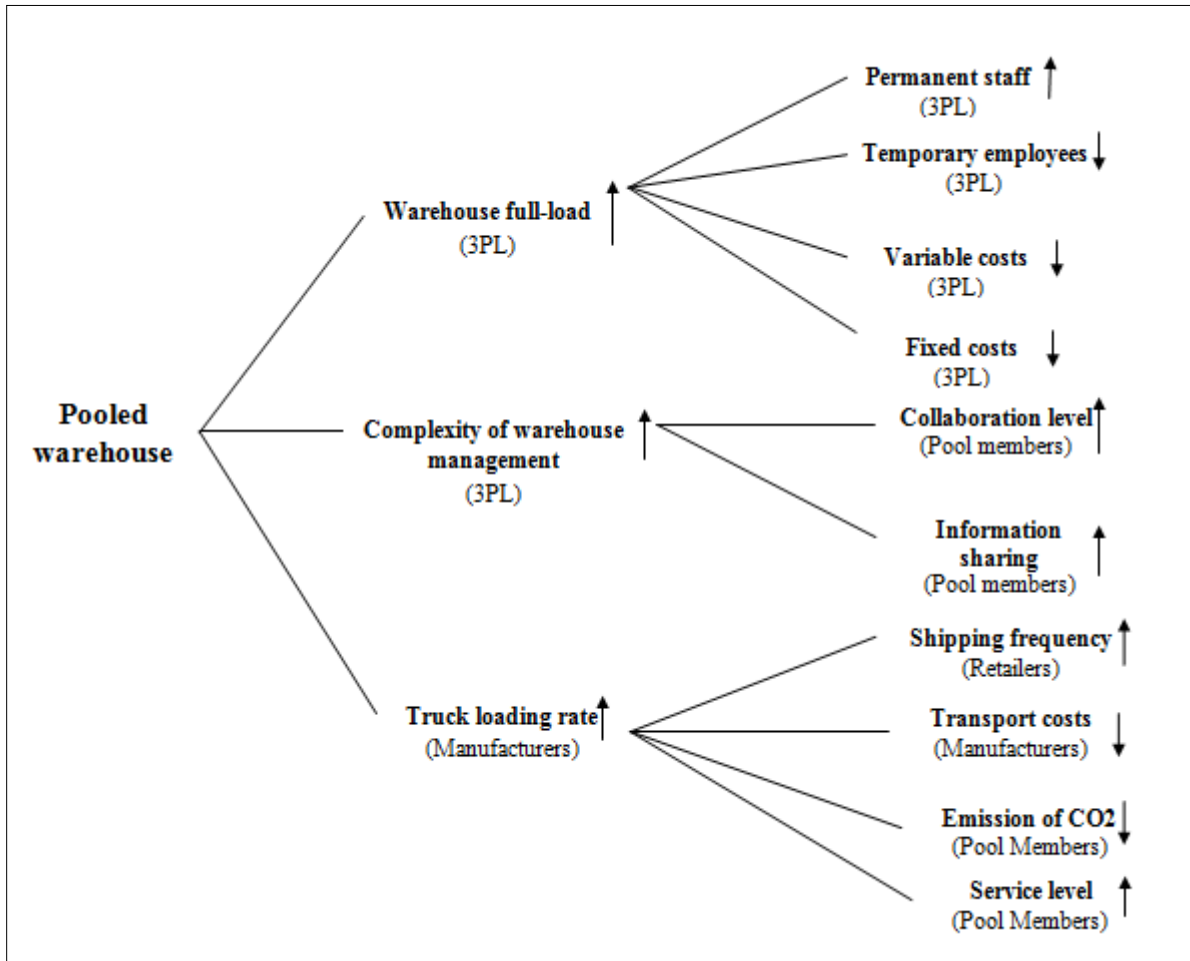 Permanent staff
(3PL)
Temporary employees
(3PL)
Warehouse full-load
(3PL)
Variable costs
(3PL)
Fixed costs
(3PL)
Pooled
warehouse
Complexity of warehouse
management
(3PL)
Collaboration level
(Pool members)
Information
sharing
(Pool members)
Shipping frequency
(Retailers)
Truck loading rate
(Manufacturers)
Transport costs
(Manufacturers)
Emission of CO2
(Pool Members)
Service level
(Pool Members)